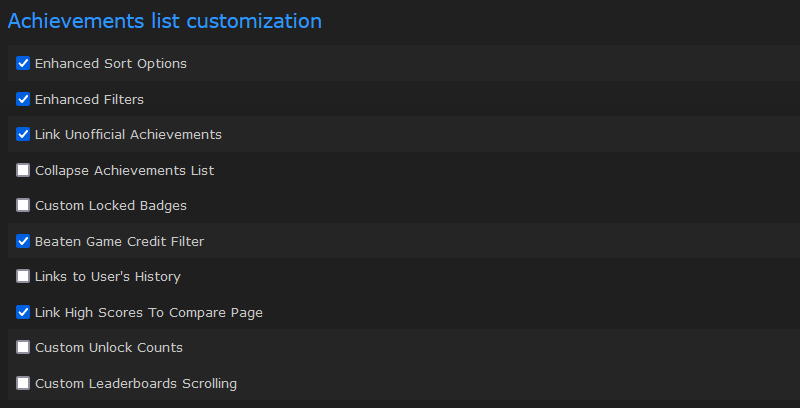 Achievements list customization
Enhanced Sort Options
Enhanced Filters
Link Unofficial Achievements
Collapse Achievements List
Custom Locked Badges
Beaten Game Credit Filter
Links to User's History
Link High Scores To Compare Page
Custom Unlock Counts
Custom Leaderboards Scrolling